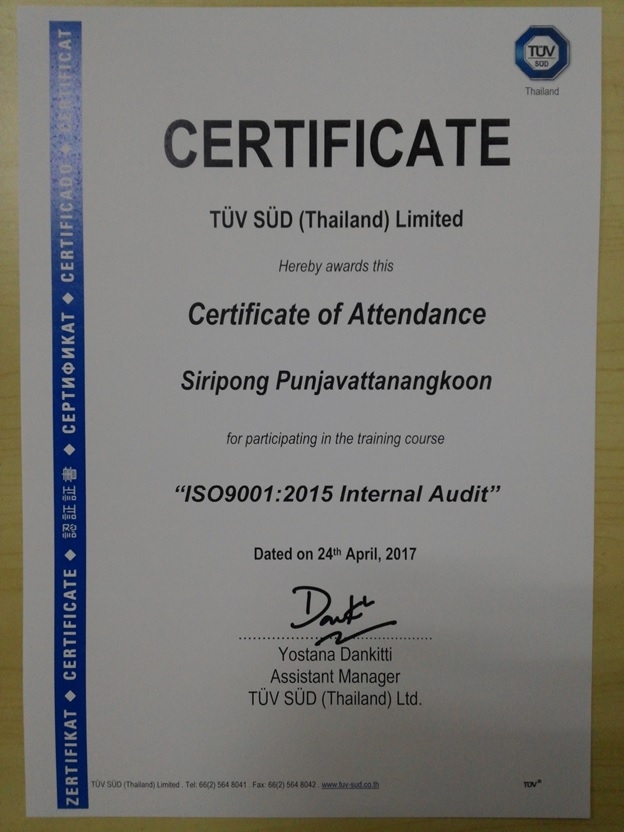 TÜV
SÜD
Thailand
CERTIFICATE
TÜV SÜD (Thailand) Limited
Hereby awards this
Certificate of Attendance
Siripong Punjavattanangkoon
for participating in the training course
“ISO9001:2015 Internal Audit”
Dated on 24th April, 2017
Yostana Dankitti
Assistant Manager
TÜV SÜD (Thailand) Ltd.
TÜV SÜD (Thailand) Limited . Tel: 66(2) 564 8041 . Fax: 66(2) 564 8042 . www.tuv-sud.co.th
TÜV®
ZERTIFIKAT ◆ CERTIFICATE ◆ 認証証書 ◆ СЕРТИФИКАТ ◆ CERTIFICADO ◆ CERTIFICAT